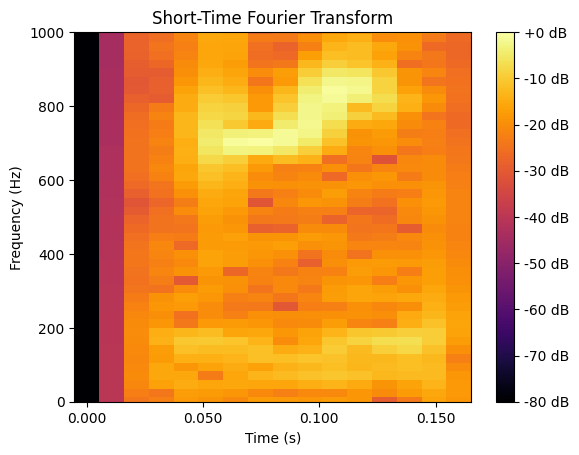 Short-Time Fourier Transform
1000
800
600
400
200
0
Frequency (Hz)
0.000
0.050
0.100
0.150
Time (s)
+0 dB
-10 dB
-20 dB
-30 dB
-40 dB
-50 dB
-60 dB
-70 dB
-80 dB